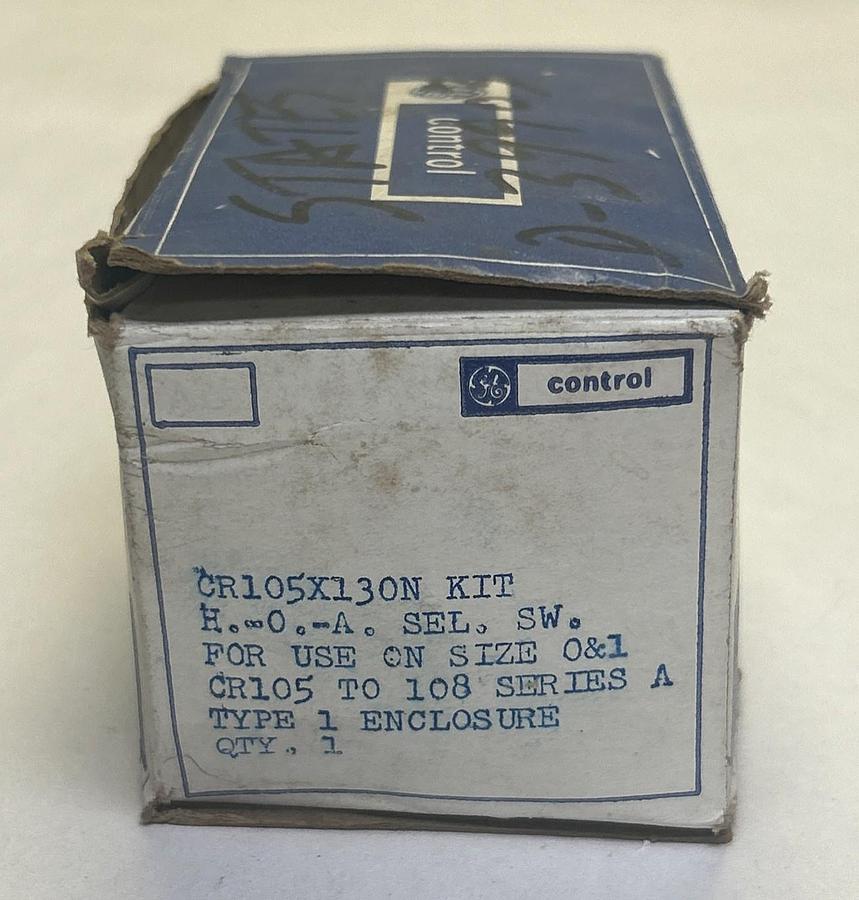 control
control
CR105X130N KIT
H.-O.-A. SEL. SW.
FOR USE ON SIZE 0&1
CR105 TO 108 SERIES A
TYPE 1 ENCLOSURE
QTY. 1